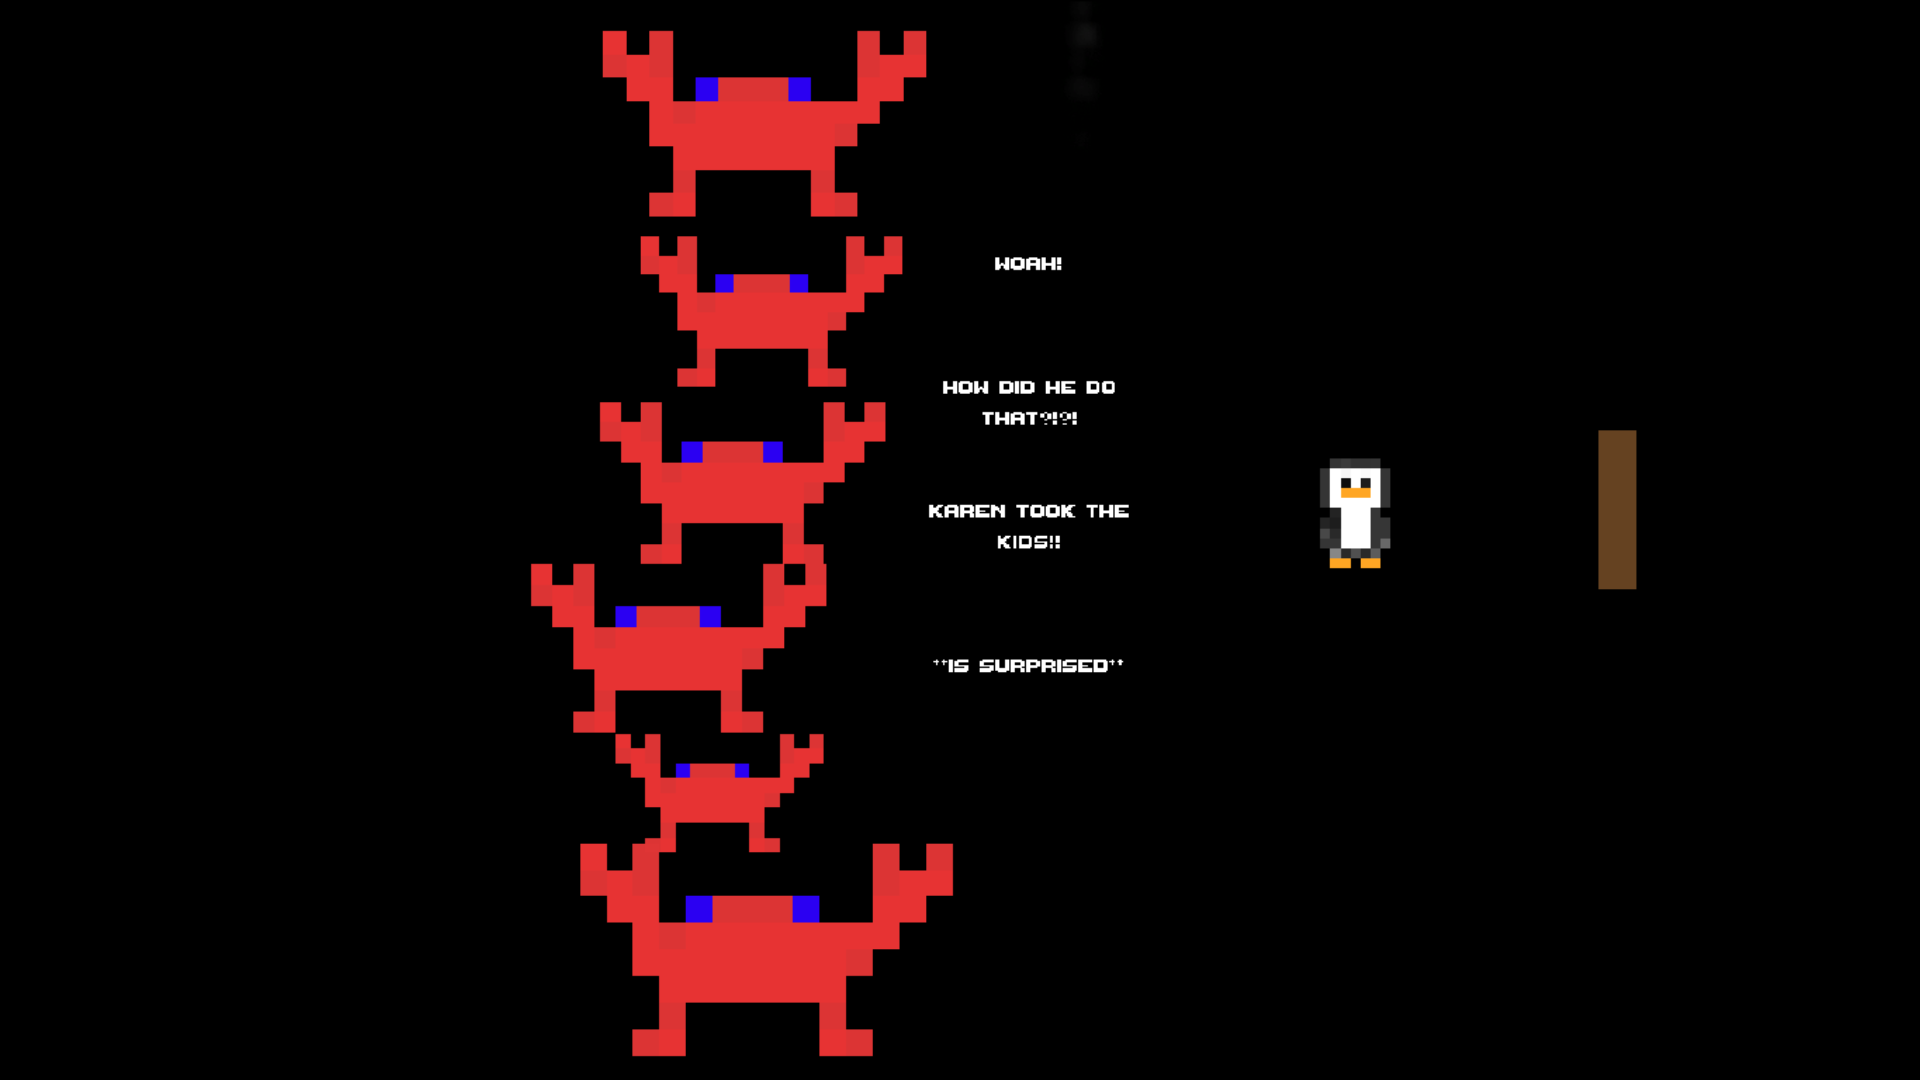 WOAH!
HOW DID HE DO
THAT?!?!
KAREN TOOK THE
KIDS!!
**IS SURPRISED**